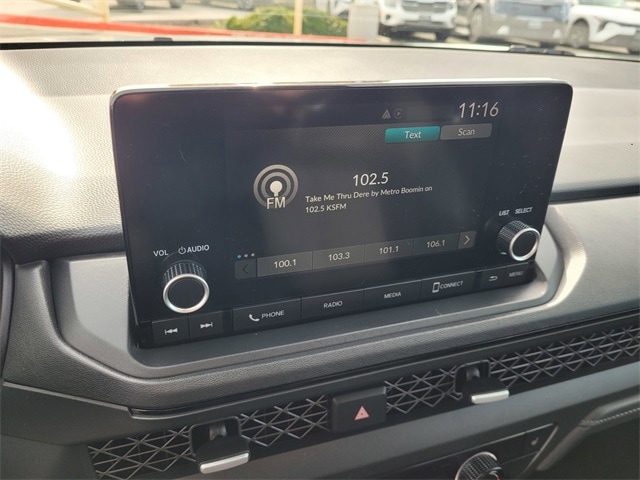 11:16
Text
Scan
102.5
FM
Take Me Thru Dere by Metro Boomin on
102.5 KSFM
LIST SELECT
VOL AUDIO
100.1
103.3
101.1
106.1
PHONE
RADIO
MEDIA
CONNECT
MENU